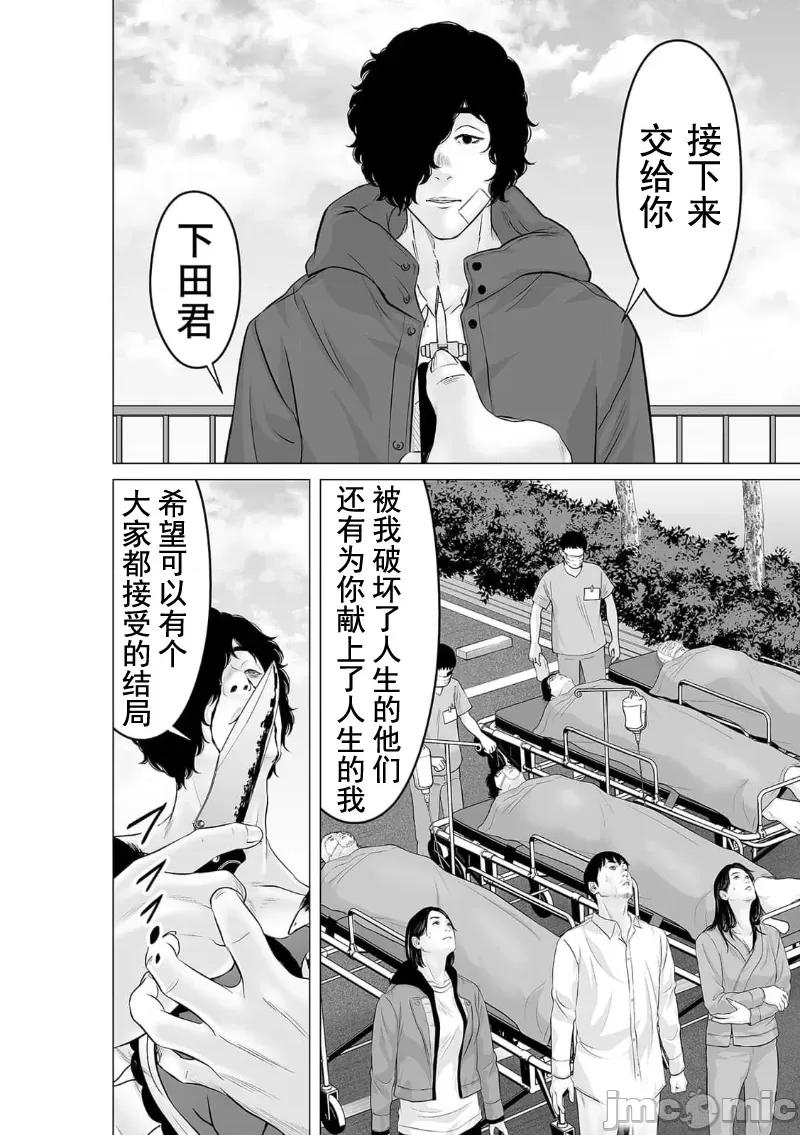 接下来
交给你
下田君
被我破坏了人生的他们
还有为你献上了人生的我
希望可以有个
大家都接受的结局
jmcomic